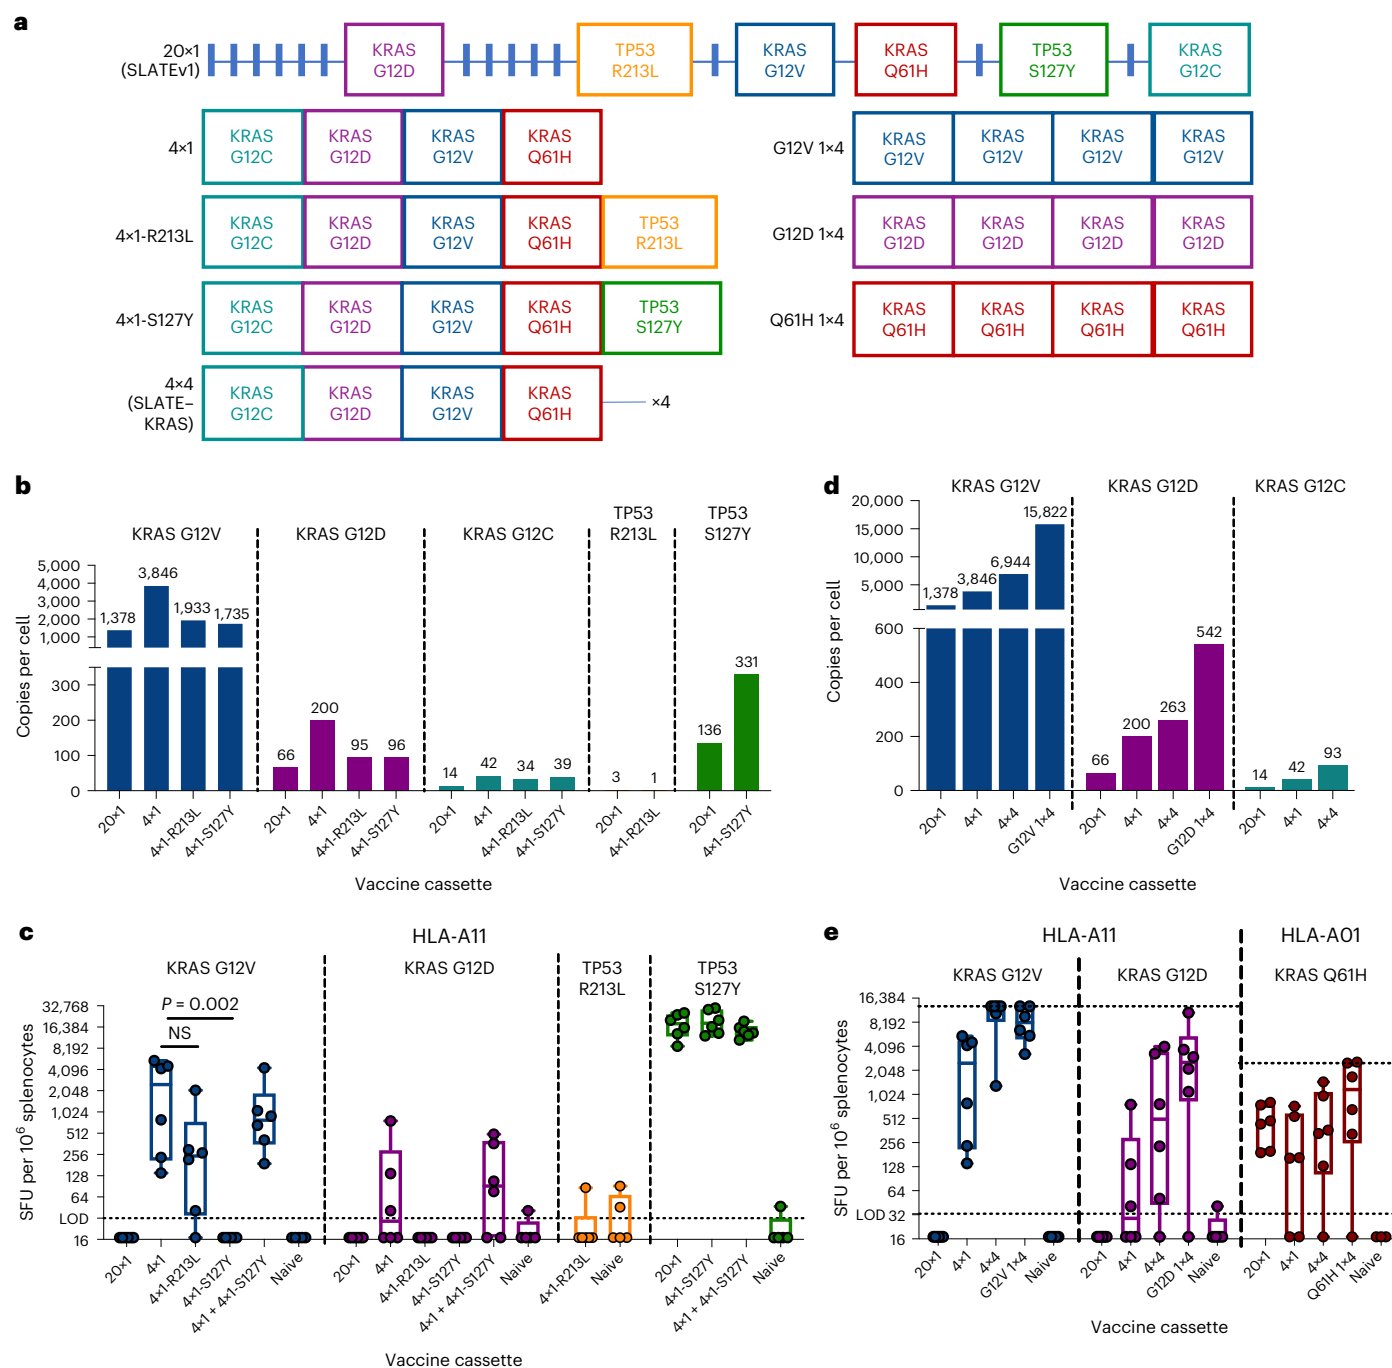 a
20×1
(SLATEv1)
KRAS
G12D
TP53
R213L
KRAS
G12V
KRAS
Q61H
TP53
S127Y
KRAS
G12C
4×1
KRAS
G12C
KRAS
G12D
KRAS
G12V
KRAS
Q61H
G12V 1×4
KRAS
G12V
KRAS
G12V
KRAS
G12V
KRAS
G12V
4×1-R213L
KRAS
G12C
KRAS
G12D
KRAS
G12V
KRAS
Q61H
TP53
R213L
G12D 1×4
KRAS
G12D
KRAS
G12D
KRAS
G12D
KRAS
G12D
4×1-S127Y
KRAS
G12C
KRAS
G12D
KRAS
G12V
KRAS
Q61H
TP53
S127Y
Q61H 1×4
KRAS
Q61H
KRAS
Q61H
KRAS
Q61H
KRAS
Q61H
4×4
(SLATE–
KRAS)
KRAS
G12C
KRAS
G12D
KRAS
G12V
KRAS
Q61H
×4
b
KRAS G12V
KRAS G12D
KRAS G12C
TP53
R213L
TP53
S127Y
Copies per cell
5,000
4,000
3,000
2,000
1,000
300
200
100
0
1,378
3,846
1,933
1,735
66
200
95
96
14
42
34
39
3
1
136
331
20×1
4×1
4×1-R213L
4×1-S127Y
20×1
4×1
4×1-R213L
4×1-S127Y
20×1
4×1
4×1-R213L
4×1-S127Y
20×1
4×1-R213L
20×1
4×1-S127Y
Vaccine cassette
d
KRAS G12V
KRAS G12D
KRAS G12C
Copies per cell
20,000
15,000
10,000
5,000
600
400
200
0
1,378
3,846
6,944
15,822
66
200
263
542
14
42
93
20×1
4×1
4×4
G12V 1×4
20×1
4×1
4×4
G12D 1×4
20×1
4×1
4×4
Vaccine cassette
c
HLA-A11
KRAS G12V
KRAS G12D
TP53
R213L
TP53
S127Y
P = 0.002
NS
SFU per 10⁶ splenocytes
32,768
16,384
8,192
4,096
2,048
1,024
512
256
128
64
LOD
16
20×1
4×1
4×1-R213L
4×1-S127Y
4×1 + 4×1-S127Y
Naive
20×1
4×1
4×1-R213L
4×1-S127Y
4×1 + 4×1-S127Y
Naive
4×1-R213L
Naive
20×1
4×1-S127Y
4×1 + 4×1-S127Y
Naive
Vaccine cassette
e
HLA-A11
HLA-A01
KRAS G12V
KRAS G12D
KRAS Q61H
SFU per 10⁶ splenocytes
16,384
8,192
4,096
2,048
1,024
512
256
128
64
LOD 32
16
20×1
4×1
4×4
G12V 1×4
Naive
20×1
4×1
4×4
G12D 1×4
Naive
20×1
4×1
4×4
Q61H 1×4
Naive
Vaccine cassette